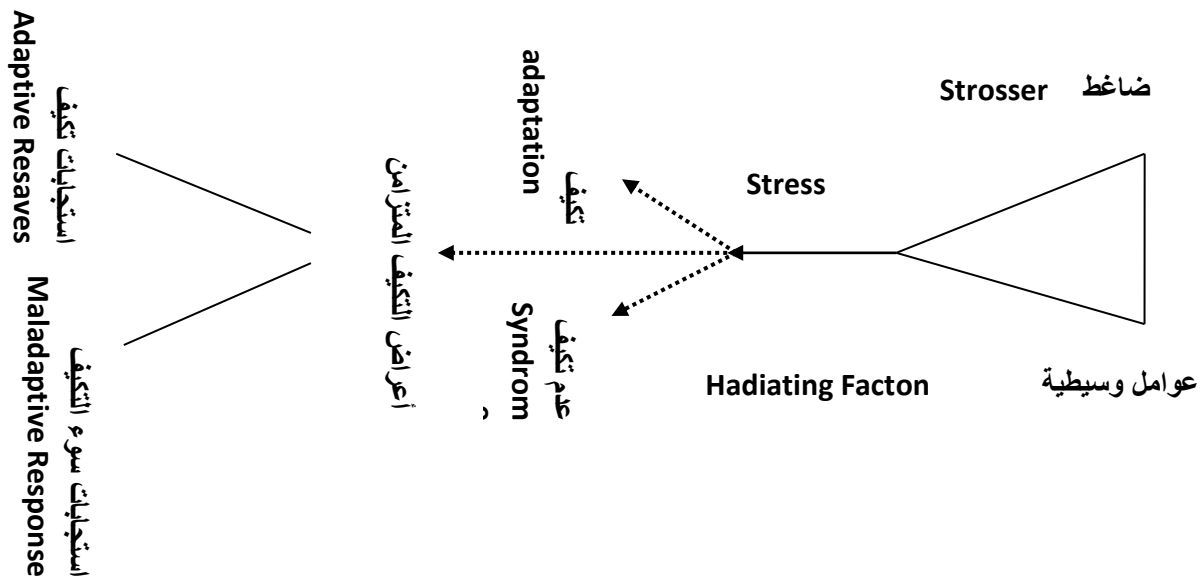 ضاغط Strosser
Stress
عوامل وسيطية
Hadiating Facton
adaptation
تكيف
عدم تكيف
Syndrom
e
أعراض التكيف المتزامن
استجابات تكيف
Adaptive Resaves
استجابات سوء التكيف
Maladaptive Response